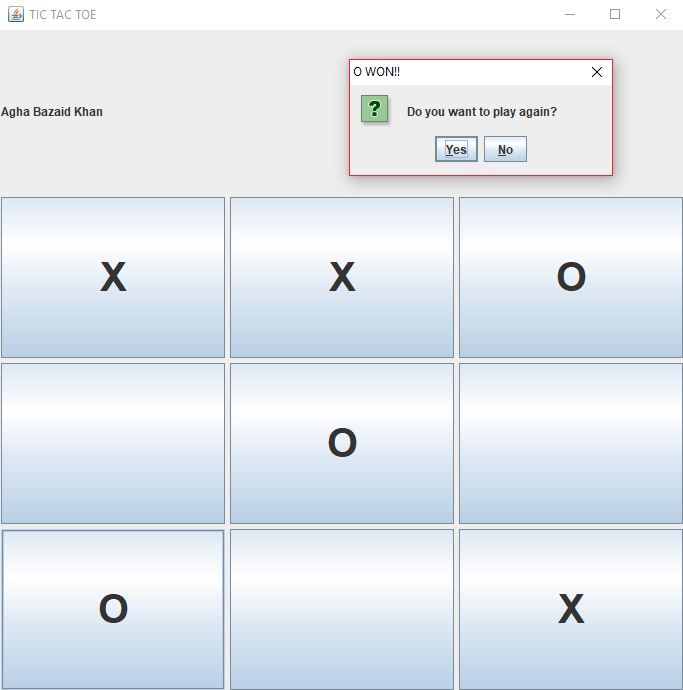 TIC TAC TOE
O WON!!
Do you want to play again?
Yes No
Agha Bazaid Khan
X X O
O
O X